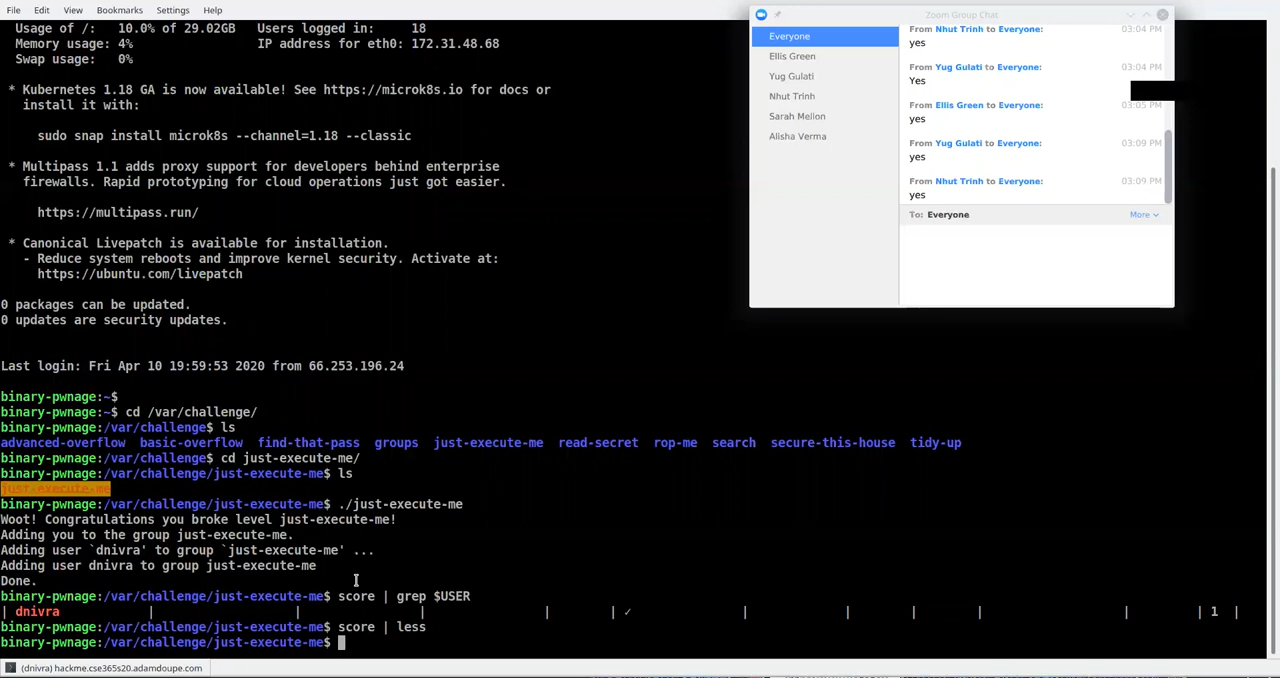 File Edit View Bookmarks Settings Help
Usage of /: 10.0% of 29.02GB Users logged in: 18
Memory usage: 4% IP address for eth0: 172.31.48.68
Swap usage: 0%
* Kubernetes 1.18 GA is now available! See https://microk8s.io for docs or
install it with:
sudo snap install microk8s --channel=1.18 --classic
* Multipass 1.1 adds proxy support for developers behind enterprise
firewalls. Rapid prototyping for cloud operations just got easier.
https://multipass.run/
* Canonical Livepatch is available for installation.
- Reduce system reboots and improve kernel security. Activate at:
https://ubuntu.com/livepatch
0 packages can be updated.
0 updates are security updates.
Last login: Fri Apr 10 19:59:53 2020 from 66.253.196.24
binary-pwnage:~$
binary-pwnage:~$ cd /var/challenge/
binary-pwnage:/var/challenge$ ls
advanced-overflow basic-overflow find-that-pass groups just-execute-me read-secret rop-me search secure-this-house tidy-up
binary-pwnage:/var/challenge$ cd just-execute-me/
binary-pwnage:/var/challenge/just-execute-me$ ls
just-execute-me
binary-pwnage:/var/challenge/just-execute-me$ ./just-execute-me
Woot! Congratulations you broke level just-execute-me!
Adding you to the group just-execute-me.
Adding user `dnivra' to group `just-execute-me' ...
Adding user dnivra to group just-execute-me
Done.
binary-pwnage:/var/challenge/just-execute-me$ score | grep $USER
| dnivra | | | | | ✓ | | | | | | 1 |
binary-pwnage:/var/challenge/just-execute-me$ score | less
binary-pwnage:/var/challenge/just-execute-me$
(dnivra) hackme.cse365s20.adamdoupe.com
Zoom Group Chat
Everyone
Ellis Green
Yug Gulati
Nhut Trinh
Sarah Mellon
Alisha Verma
From Nhut Trinh to Everyone: 03:04 PM
yes
From Yug Gulati to Everyone: 03:04 PM
Yes
From Ellis Green to Everyone: 03:05 PM
yes
From Yug Gulati to Everyone: 03:09 PM
yes
From Nhut Trinh to Everyone: 03:09 PM
yes
To: Everyone More